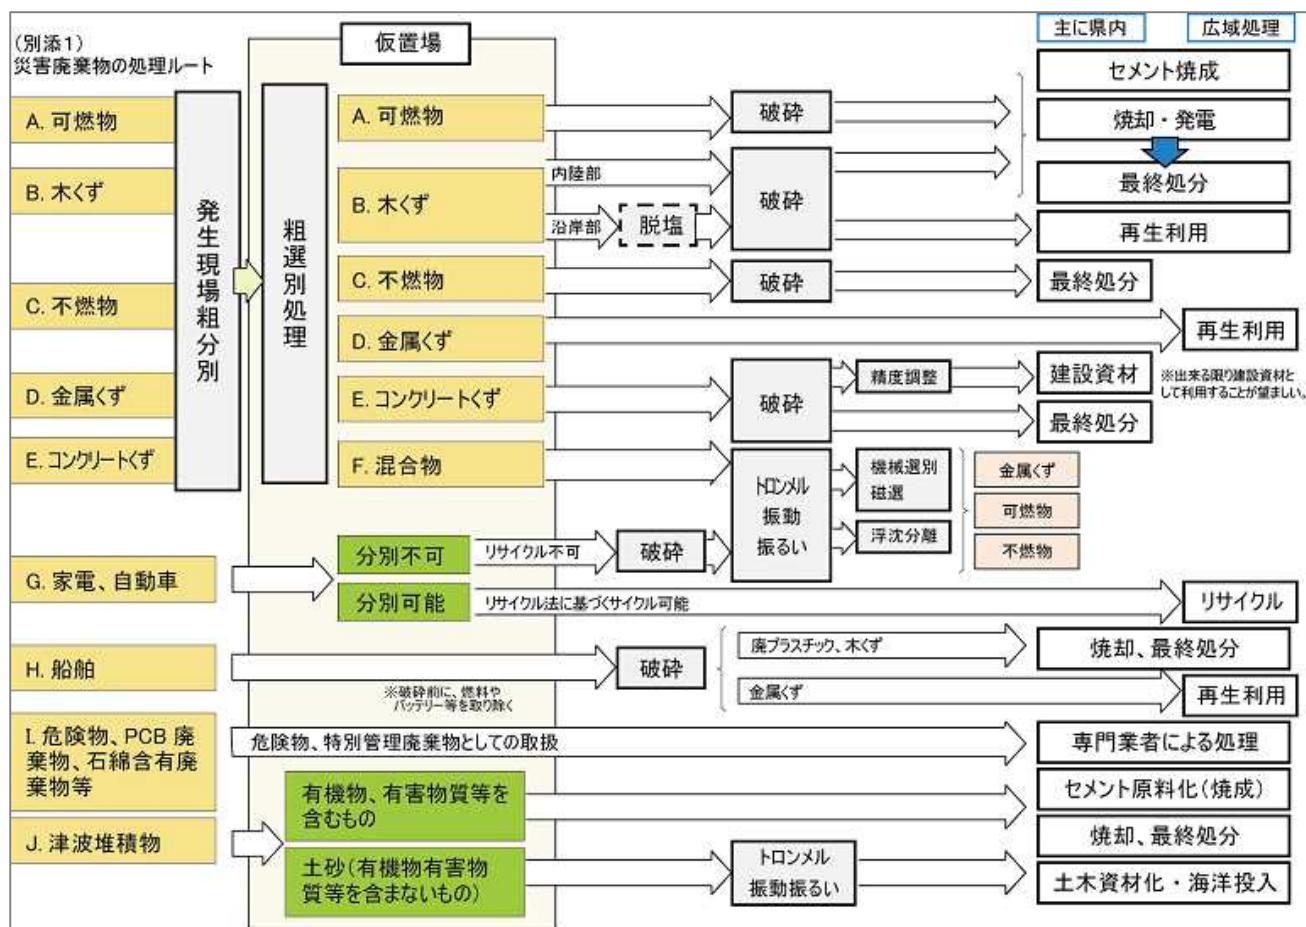 (別添1)
災害廃棄物の処理ルート
仮置場
主に県内
広域処理
A. 可燃物
B. 木くず
C. 不燃物
D. 金属くず
E. コンクリートくず
発生現場粗分別
粗選別処理
A. 可燃物
破砕
セメント焼成
焼却・発電
最終処分
B. 木くず
内陸部
沿岸部
脱塩
破砕
再生利用
C. 不燃物
破砕
最終処分
D. 金属くず
再生利用
E. コンクリートくず
破砕
精度調整
建設資材
※出来る限り建設資材と
して利用することが望ましい。
最終処分
F. 混合物
トロンメル
振動
振るい
機械選別
磁選
浮沈分離
金属くず
可燃物
不燃物
G. 家電、自動車
分別不可
リサイクル不可
破砕
分別可能
リサイクル法に基づくサイクル可能
リサイクル
H. 船舶
※破砕前に、燃料や
バッテリー等を取り除く
破砕
廃プラスチック、木くず
焼却、最終処分
金属くず
再生利用
I. 危険物、PCB 廃
棄物、石綿含有廃
棄物等
危険物、特別管理廃棄物としての取扱
専門業者による処理
J. 津波堆積物
有機物、有害物質等を
含むもの
セメント原料化(焼成)
焼却、最終処分
土砂(有機物有害物
質等を含まないもの)
トロンメル
振動振るい
土木資材化・海洋投入